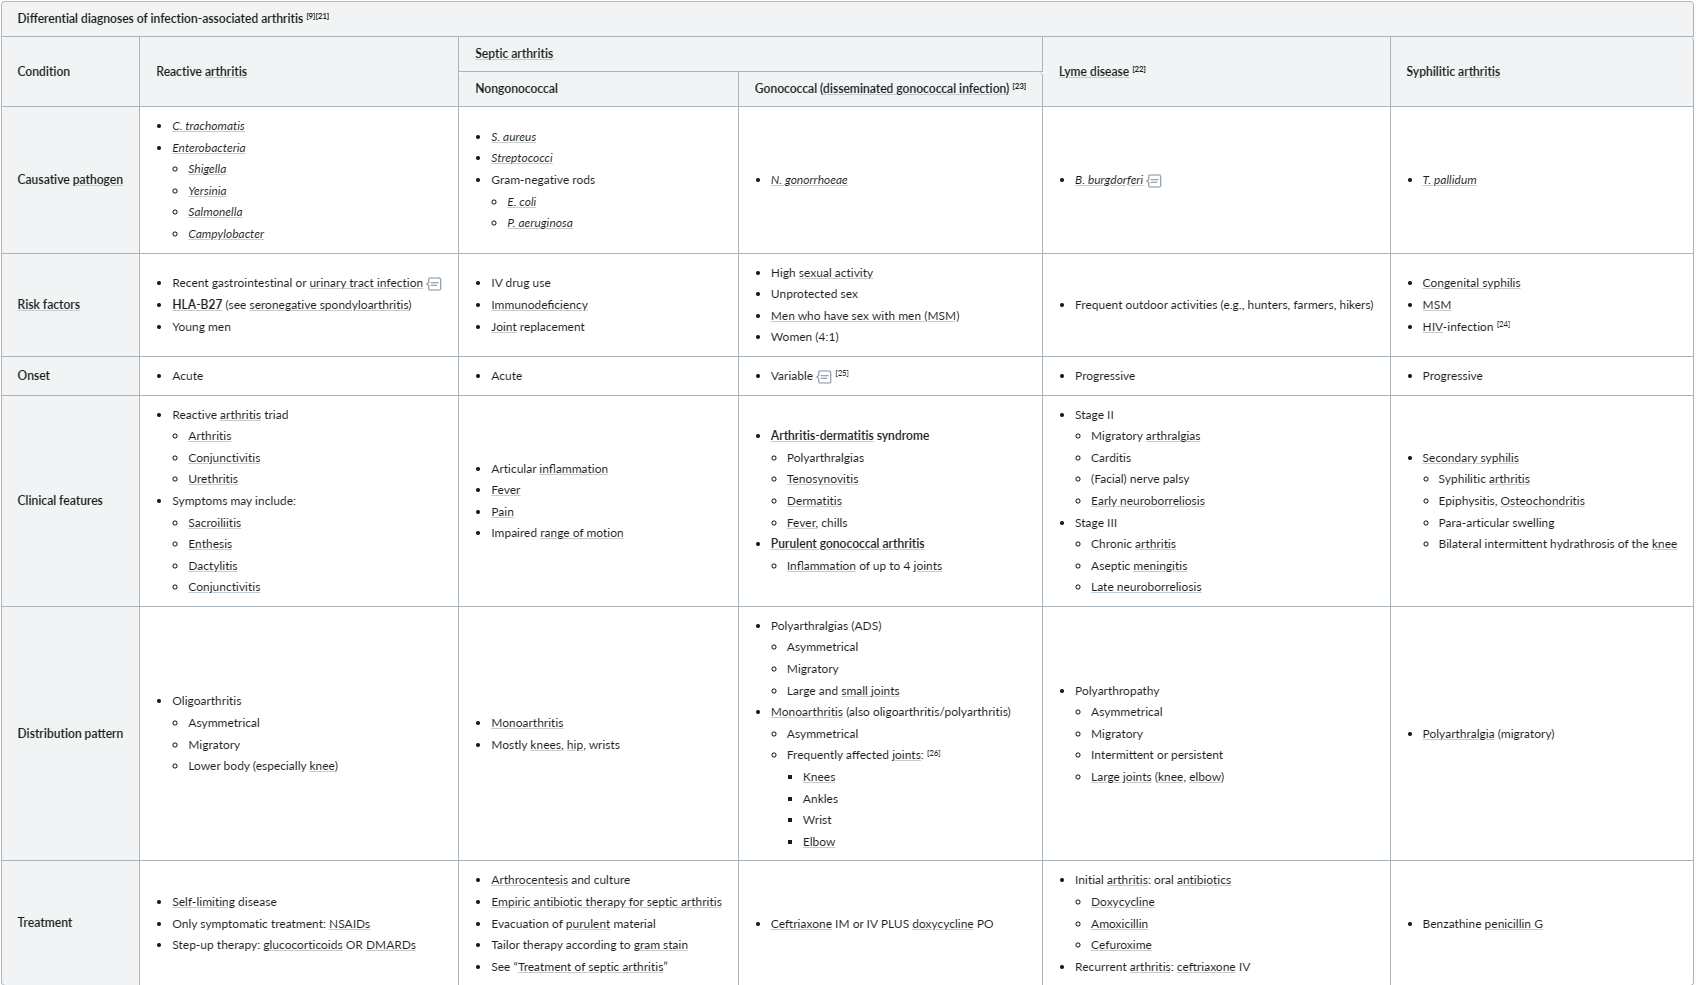 Differential diagnoses of infection-associated arthritis [9][21]
Condition
Reactive arthritis
Septic arthritis
Nongonococcal
Gonococcal (disseminated gonococcal infection) [23]
Lyme disease [22]
Syphilitic arthritis
Causative pathogen
C. trachomatis
Enterobacteria
Shigella
Yersinia
Salmonella
Campylobacter
S. aureus
Streptococci
Gram-negative rods
E. coli
P. aeruginosa
N. gonorrhoeae
B. burgdorferi
T. pallidum
Risk factors
Recent gastrointestinal or urinary tract infection
HLA-B27 (see seronegative spondyloarthritis)
Young men
IV drug use
Immunodeficiency
Joint replacement
High sexual activity
Unprotected sex
Men who have sex with men (MSM)
Women (4:1)
Frequent outdoor activities (e.g., hunters, farmers, hikers)
Congenital syphilis
MSM
HIV-infection [24]
Onset
Acute
Acute
Variable [25]
Progressive
Progressive
Clinical features
Reactive arthritis triad
Arthritis
Conjunctivitis
Urethritis
Symptoms may include:
Sacroiliitis
Enthesis
Dactylitis
Conjunctivitis
Articular inflammation
Fever
Pain
Impaired range of motion
Arthritis-dermatitis syndrome
Polyarthralgias
Tenosynovitis
Dermatitis
Fever, chills
Purulent gonococcal arthritis
Inflammation of up to 4 joints
Stage II
Migratory arthralgias
Carditis
(Facial) nerve palsy
Early neuroborreliosis
Stage III
Chronic arthritis
Aseptic meningitis
Late neuroborreliosis
Secondary syphilis
Syphilitic arthritis
Epiphysitis, Osteochondritis
Para-articular swelling
Bilateral intermittent hydrathrosis of the knee
Distribution pattern
Oligoarthritis
Asymmetrical
Migratory
Lower body (especially knee)
Monoarthritis
Mostly knees, hip, wrists
Polyarthralgias (ADS)
Asymmetrical
Migratory
Large and small joints
Monoarthritis (also oligoarthritis/polyarthritis)
Asymmetrical
Frequently affected joints: [26]
Knees
Ankles
Wrist
Elbow
Polyarthropathy
Asymmetrical
Migratory
Intermittent or persistent
Large joints (knee, elbow)
Polyarthralgia (migratory)
Treatment
Self-limiting disease
Only symptomatic treatment: NSAIDs
Step-up therapy: glucocorticoids OR DMARDs
Arthrocentesis and culture
Empiric antibiotic therapy for septic arthritis
Evacuation of purulent material
Tailor therapy according to gram stain
See “Treatment of septic arthritis”
Ceftriaxone IM or IV PLUS doxycycline PO
Initial arthritis: oral antibiotics
Doxycycline
Amoxicillin
Cefuroxime
Recurrent arthritis: ceftriaxone IV
Benzathine penicillin G